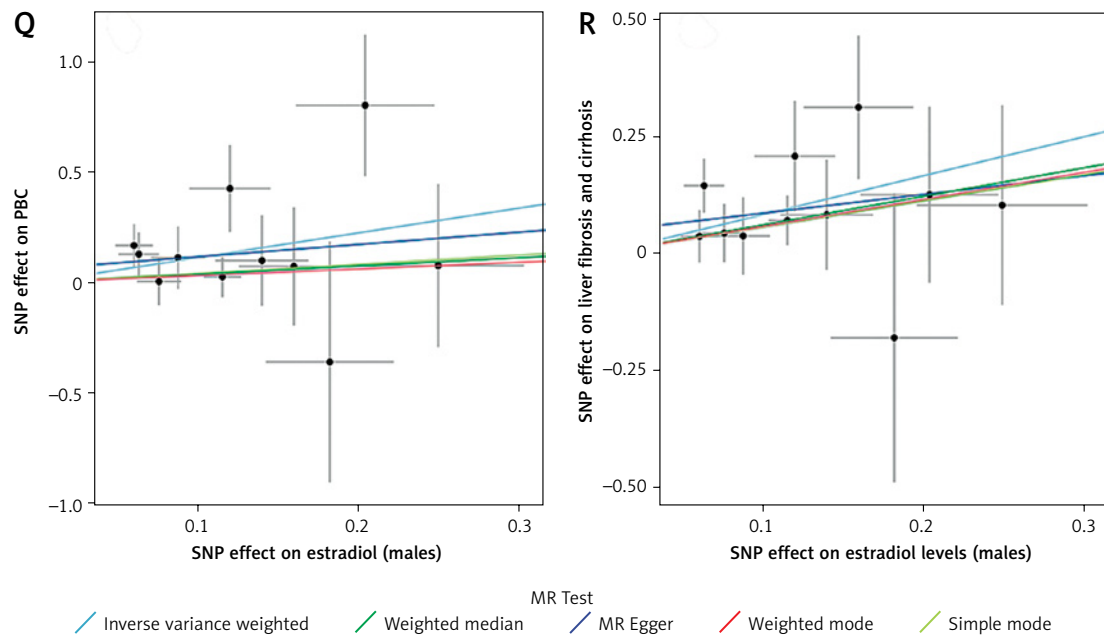 Q
1.0
0.5
0
−0.5
−1.0
SNP effect on PBC
0.1 0.2 0.3
SNP effect on estradiol (males)
R
0.50
0.25
0
−0.25
−0.50
SNP effect on liver fibrosis and cirrhosis
0.1 0.2 0.3
SNP effect on estradiol levels (males)
MR Test
Inverse variance weighted Weighted median MR Egger Weighted mode Simple mode